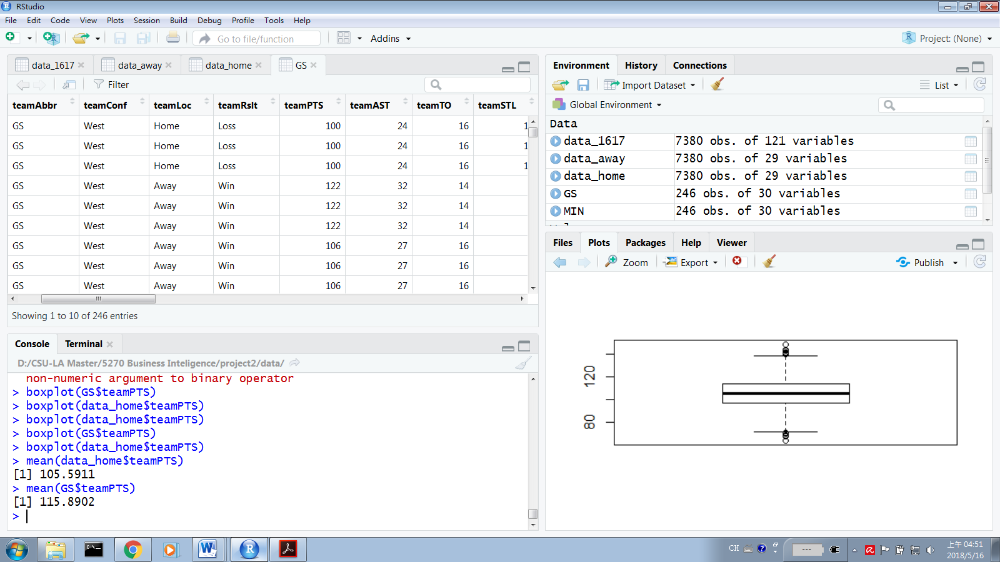 RStudio
File Edit Code View Plots Session Build Debug Profile Tools Help
Go to file/function Addins Project: (None)
data_1617 data_away data_home GS
Filter
teamAbbr teamConf teamLoc teamRslt teamPTS teamAST teamTO teamSTL
GS West Home Loss 100 24 16 1
GS West Home Loss 100 24 16 1
GS West Home Loss 100 24 16 1
GS West Away Win 122 32 14
GS West Away Win 122 32 14
GS West Away Win 122 32 14
GS West Away Win 106 27 16
GS West Away Win 106 27 16
GS West Away Win 106 27 16
Showing 1 to 10 of 246 entries
Console Terminal
D:/CSU-LA Master/5270 Business Inteligence/project2/data/
non-numeric argument to binary operator
> boxplot(GS$teamPTS)
> boxplot(data_home$teamPTS)
> boxplot(data_home$teamPTS)
> boxplot(GS$teamPTS)
> boxplot(data_home$teamPTS)
> mean(data_home$teamPTS)
[1] 105.5911
> mean(GS$teamPTS)
[1] 115.8902
>
Environment History Connections
Import Dataset List
Global Environment
Data
data_1617 7380 obs. of 121 variables
data_away 7380 obs. of 29 variables
data_home 7380 obs. of 29 variables
GS 246 obs. of 30 variables
MIN 246 obs. of 30 variables
Files Plots Packages Help Viewer
Zoom Export Publish
120
80
CH
上午 04:51
2018/5/16